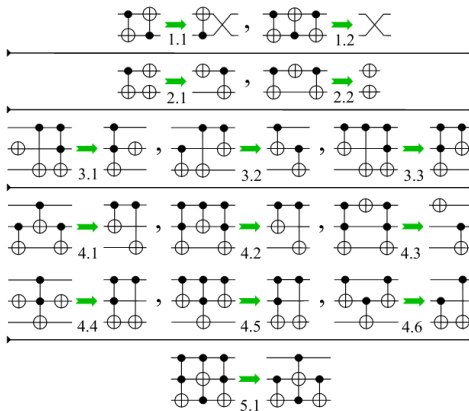 1.1 , 1.2
2.1 , 2.2
3.1 , 3.2 , 3.3
4.1 , 4.2 , 4.3
4.4 , 4.5 , 4.6
5.1